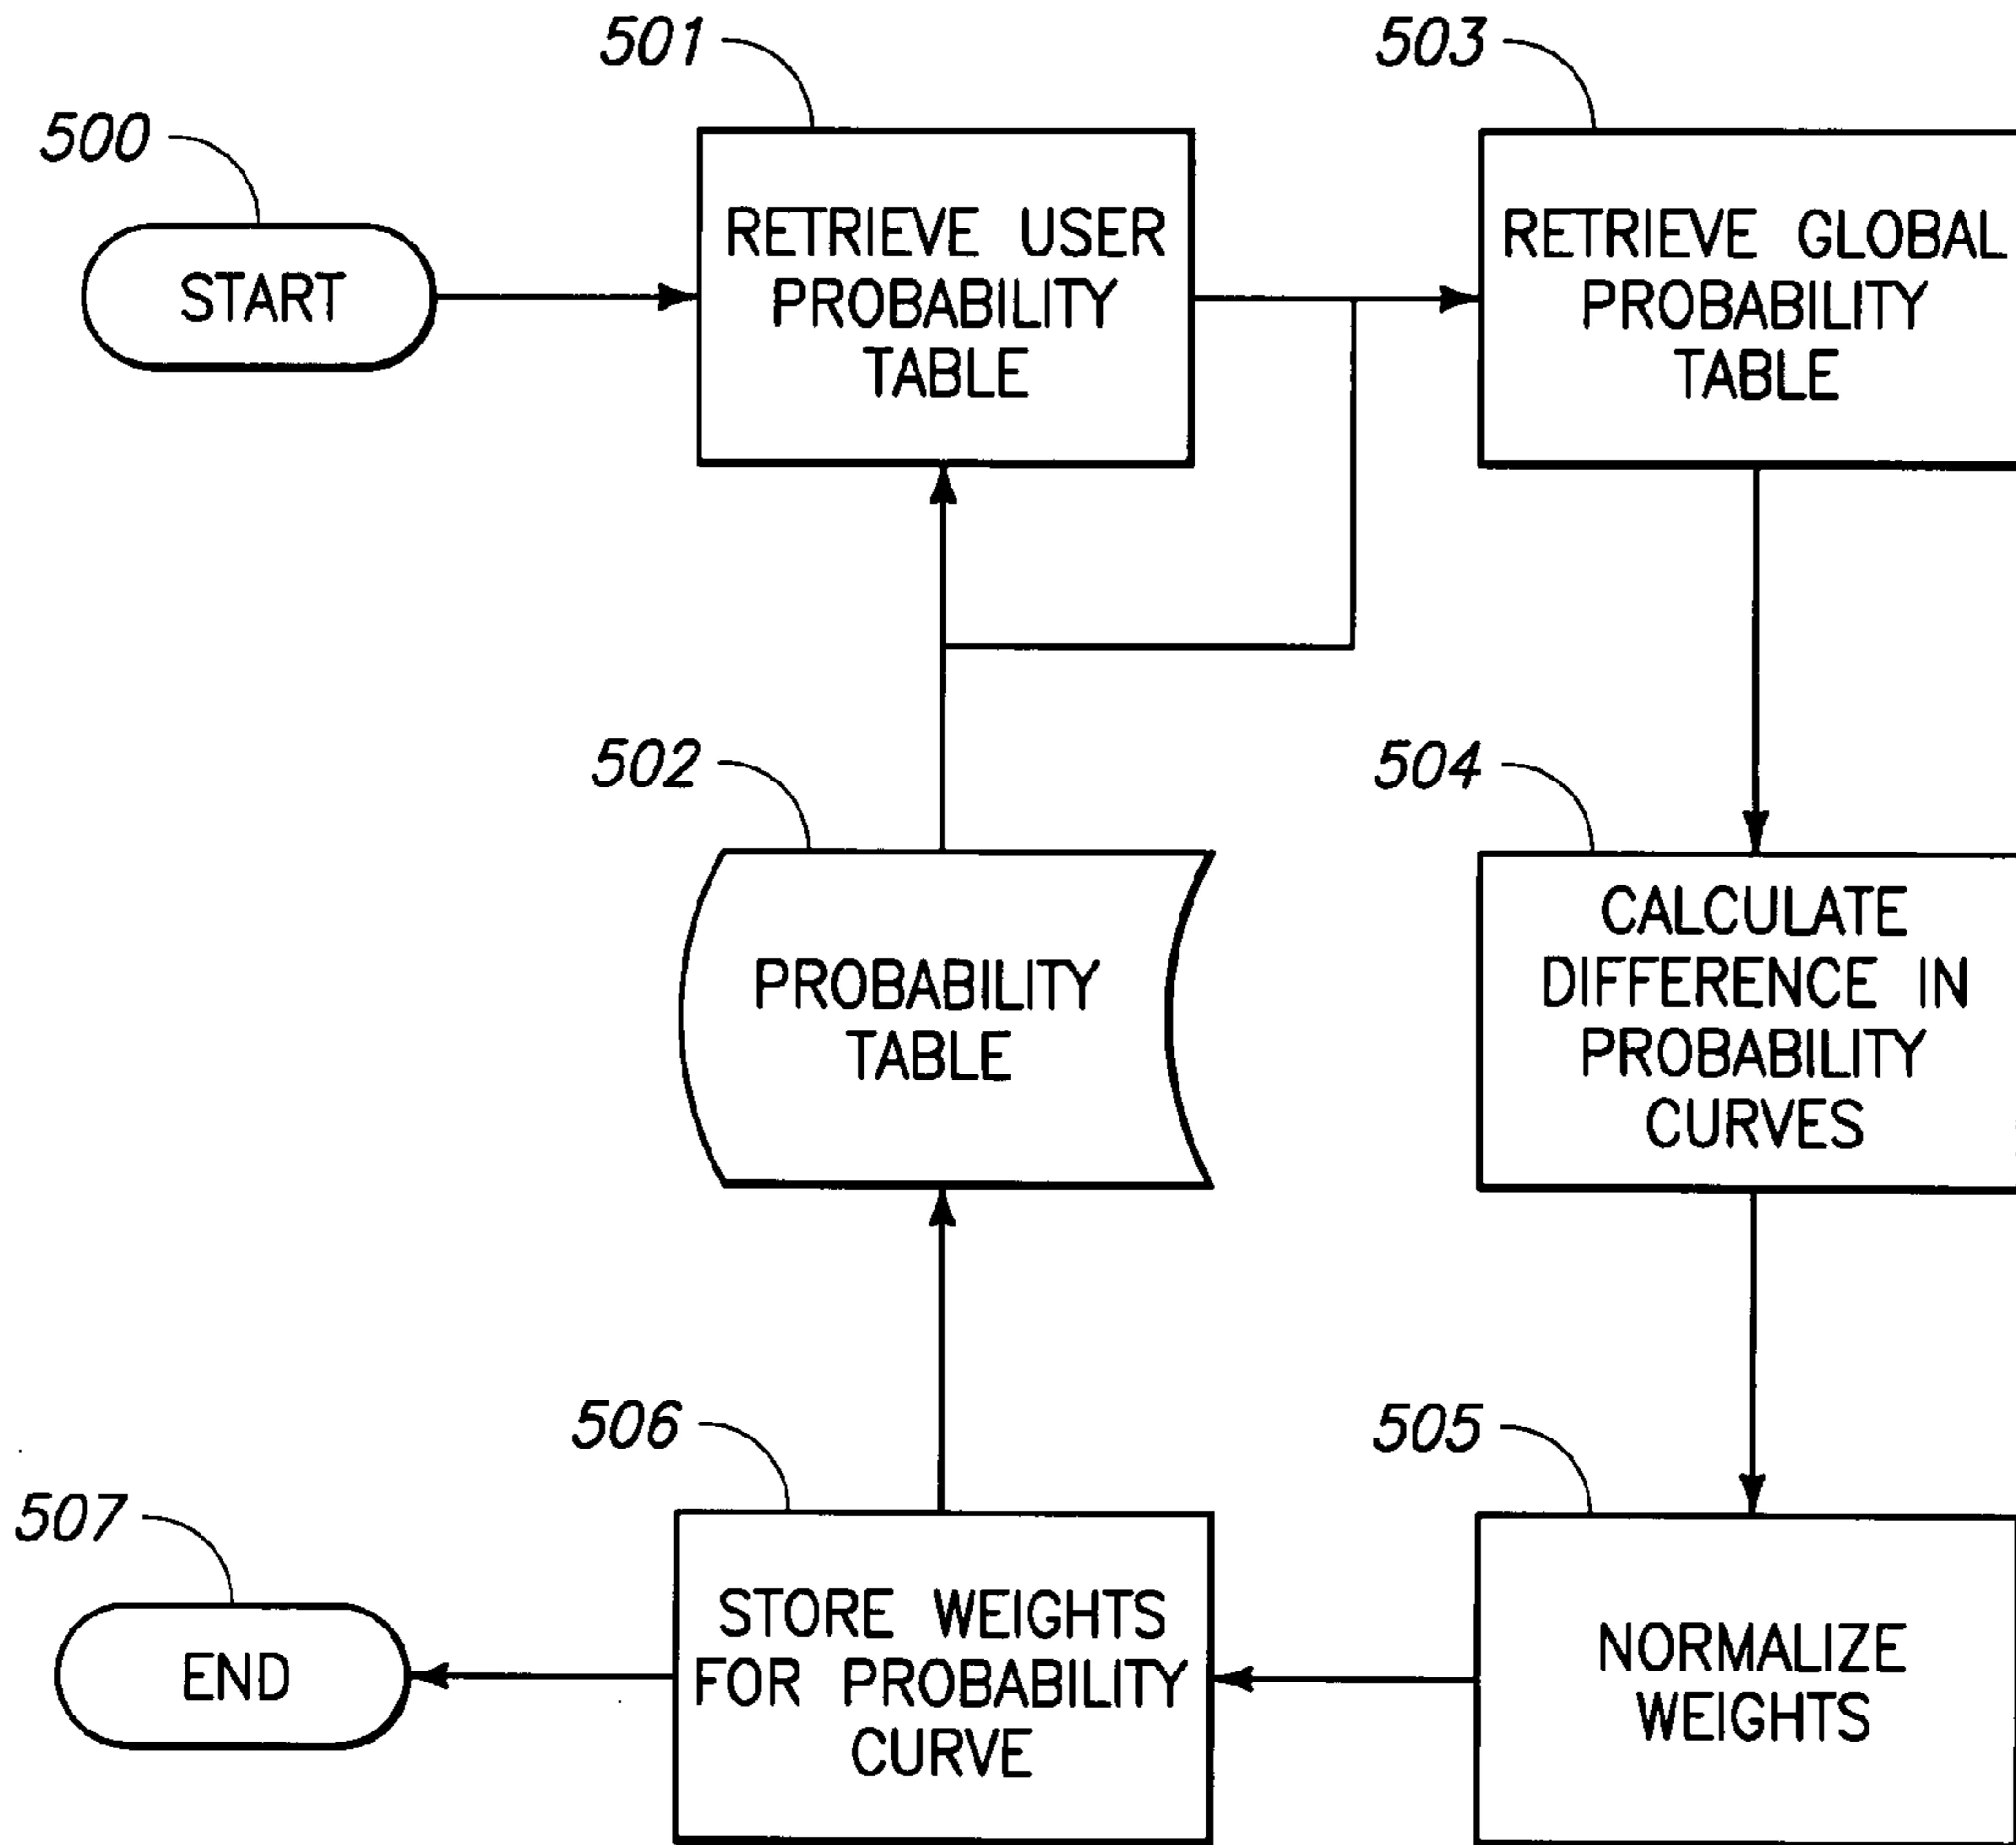 501
503
500
START
RETRIEVE USER
PROBABILITY
TABLE
RETRIEVE GLOBAL
PROBABILITY
TABLE
502
504
PROBABILITY
TABLE
CALCULATE
DIFFERENCE IN
PROBABILITY
CURVES
506
505
507
END
STORE WEIGHTS
FOR PROBABILITY
CURVE
NORMALIZE
WEIGHTS